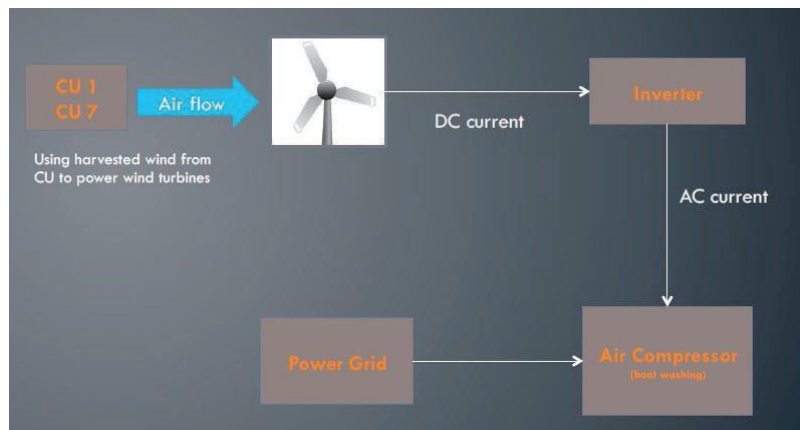 CU 1
CU 7
Air flow
Using harvested wind from
CU to power wind turbines
DC current
Inverter
AC current
Power Grid
Air Compressor
(boat washing)